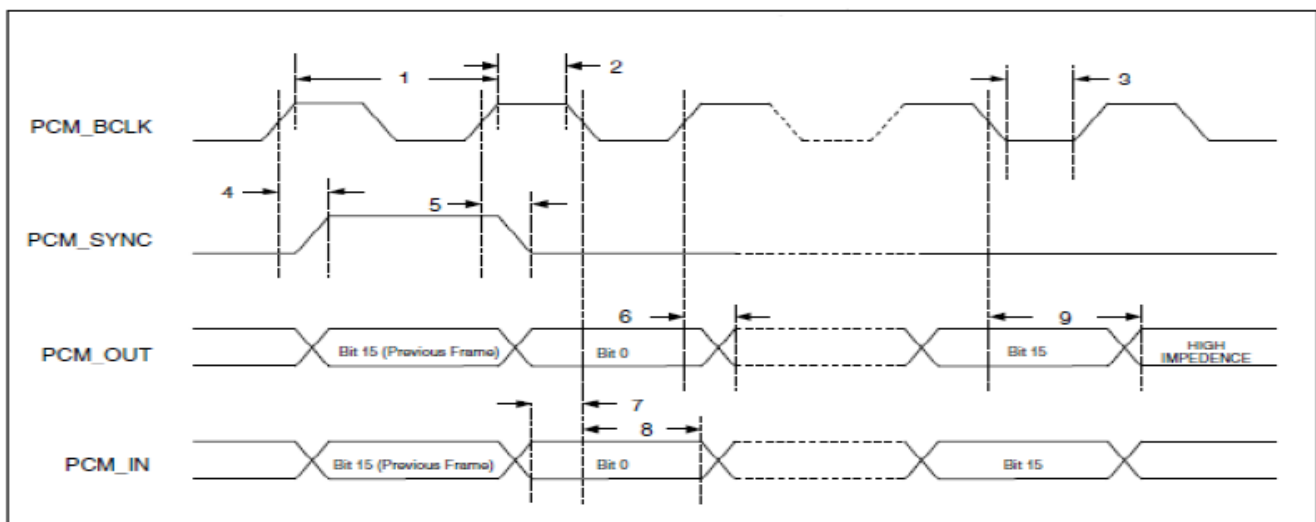 1
2
3
PCM_BCLK
4
5
PCM_SYNC
6
9
PCM_OUT
Bit 15 (Previous Frame)
Bit 0
Bit 15
HIGH
IMPEDENCE
7
8
PCM_IN
Bit 15 (Previous Frame)
Bit 0
Bit 15